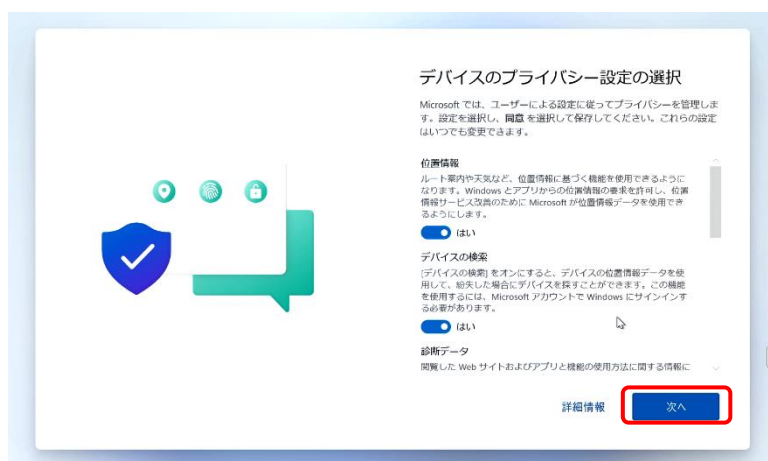 デバイスのプライバシー設定の選択
Microsoft では、ユーザーによる設定に従ってプライバシーを管理しま
す。設定を選択し、同意 を選択して保存してください。これらの設定
はいつでも変更できます。
位置情報
ルート案内や天気など、位置情報に基づく機能を使用できるように
なります。Windows とアプリからの位置情報の要求を許可し、位置
情報サービス改善のために Microsoft が位置情報データを使用でき
るようにします。
はい
デバイスの検索
[デバイスの検索] をオンにすると、デバイスの位置情報データを使
用して、紛失した場合にデバイスを探すことができます。この機能
を使用するには、Microsoft アカウントで Windows にサインインす
る必要があります。
はい
診断データ
閲覧した Web サイトおよびアプリと機能の使用方法に関する情報に
詳細情報
次へ